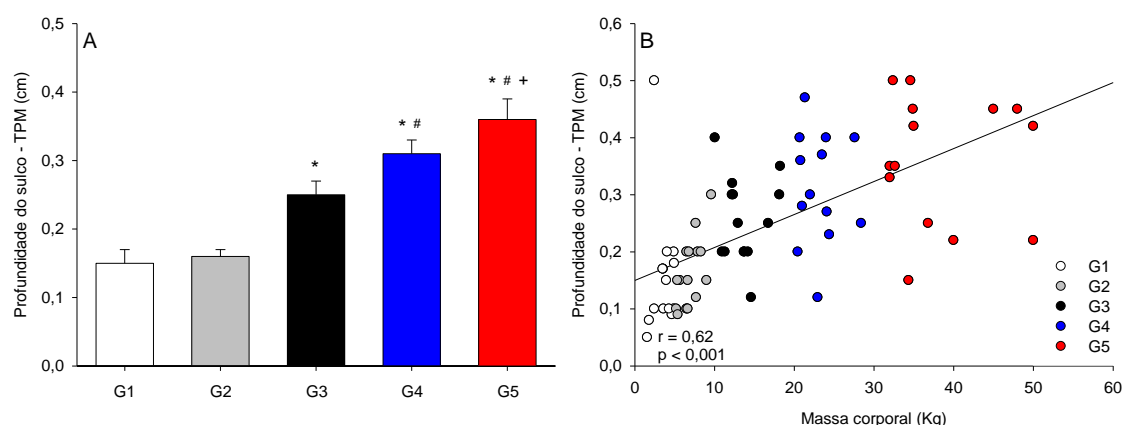 A
Profundidade do sulco - TPM (cm)
0,5
0,4
0,3
0,2
0,1
0,0
*
* #
* # +
G1 G2 G3 G4 G5
B
Profundidade do sulco - TPM (cm)
0,6
0,5
0,4
0,3
0,2
0,1
0,0
r = 0,62
p < 0,001
G1
G2
G3
G4
G5
0 10 20 30 40 50 60
Massa corporal (Kg)